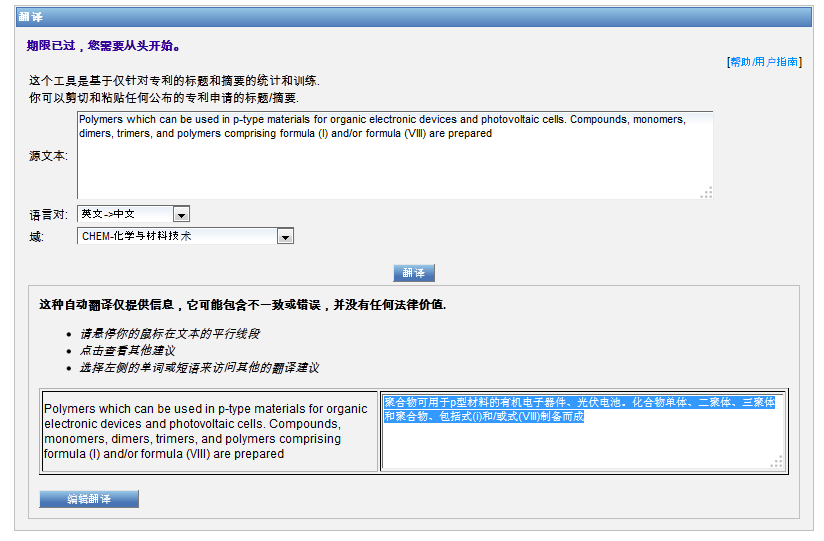 翻译
期限已过，您需要从头开始。
[帮助/用户指南]
这个工具是基于仅针对专利的标题和摘要的统计和训练.
你可以剪切和粘贴任何公布的专利申请的标题/摘要.
源文本:
Polymers which can be used in p-type materials for organic electronic devices and photovoltaic cells. Compounds, monomers,
dimers, trimers, and polymers comprising formula (I) and/or formula (VIII) are prepared
语言对:
英文->中文
域:
CHEM-化学与材料技术
翻译
这种自动翻译仅提供信息，它可能包含不一致或错误，并没有任何法律价值.
请悬停你的鼠标在文本的平行线段
点击查看其他建议
选择左侧的单词或短语来访问其他的翻译建议
Polymers which can be used in p-type materials for organic
electronic devices and photovoltaic cells. Compounds,
monomers, dimers, trimers, and polymers comprising
formula (I) and/or formula (VIII) are prepared
聚合物可用于p型材料的有机电子器件、光伏电池。化合物单体、二聚体、三聚体
和聚合物、包括式(i)和/或式(VIII)制备而成
编辑翻译